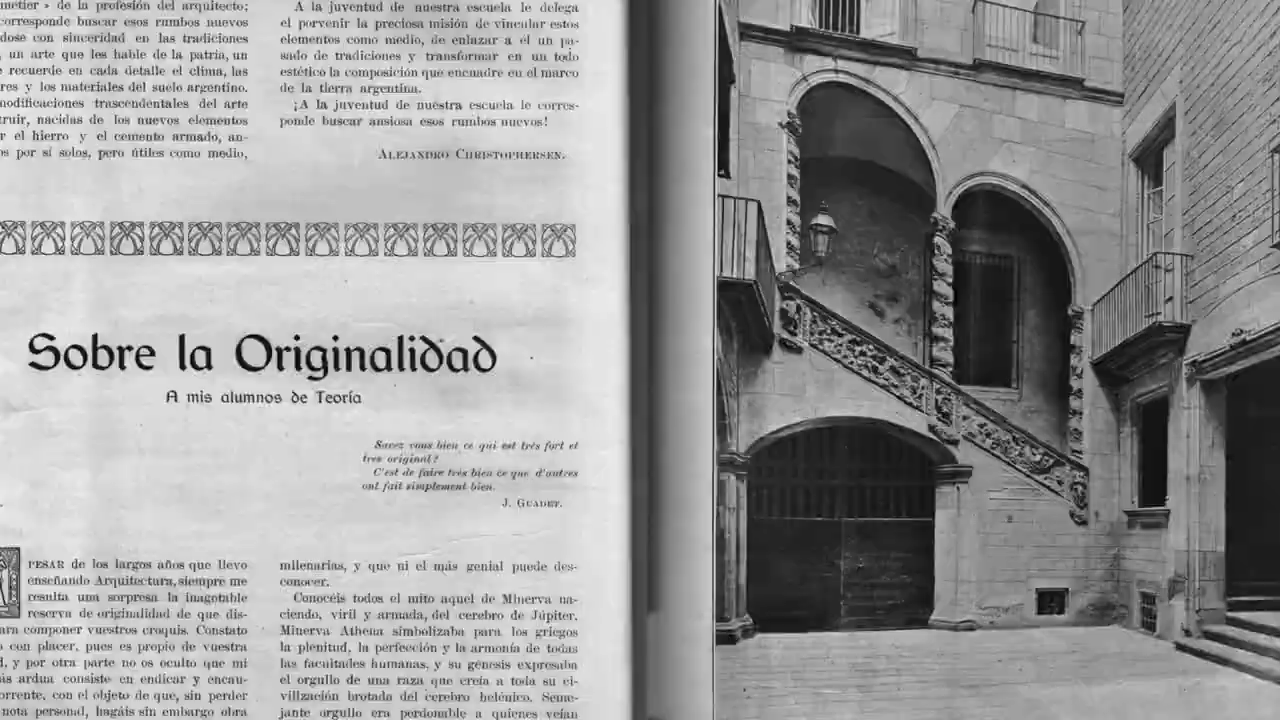 metier » de la profesión del arquitecto;
corresponde buscar esos rumbos nuevos
dose con sinceridad en las tradiciones
un arte que les hable de la patria, un
recuerde en cada detalle el clima, las
res y los materiales del suelo argentino.
modificaciones trascendentales del arte
truir, nacidas de los nuevos elementos
r el hierro y el cemento armado, an-
s por sí solos, pero útiles como medio,
A la juventud de nuestra escuela le delega
el porvenir la preciosa misión de vincular estos
elementos como medio, de enlazar a él un pa-
sado de tradiciones y transformar en un todo
estético la composición que encuadre en el marco
de la tierra argentina.
¡A la juventud de nuestra escuela le corres-
ponde buscar ansiosa esos rumbos nuevos!
Alejandro Christophersen.
Sobre la Originalidad
A mis alumnos de Teoría
Savez vous bien ce qui est très fort et
tres original?
C'est de faire très bien ce que d'autres
ont fait simplement bien.
J. Guadet.
A PESAR de los largos años que llevo
enseñando Arquitectura, siempre me
resulta una sorpresa la inagotable
reserva de originalidad de que dis-
ara componer vuestros croquis. Constato
con placer, pues es propio de vuestra
d, y por otra parte no os oculto que mi
ás ardua consiste en endicar y encau-
orrente, con el objeto de que, sin perder
nota personal, hagáis sin embargo obra
milenarias, y que ni el más genial puede des-
conocer.
Conocéis todos el mito aquel de Minerva na-
ciendo, viril y armada, del cerebro de Júpiter.
Minerva Athena simbolizaba para los griegos
la plenitud, la perfección y la armonía de todas
las facultades humanas, y su génesis expresaba
el orgullo de una raza que creía a toda su ci-
vilización brotada del cerebro helénico. Seme-
jante orgullo era perdonable a quienes veían